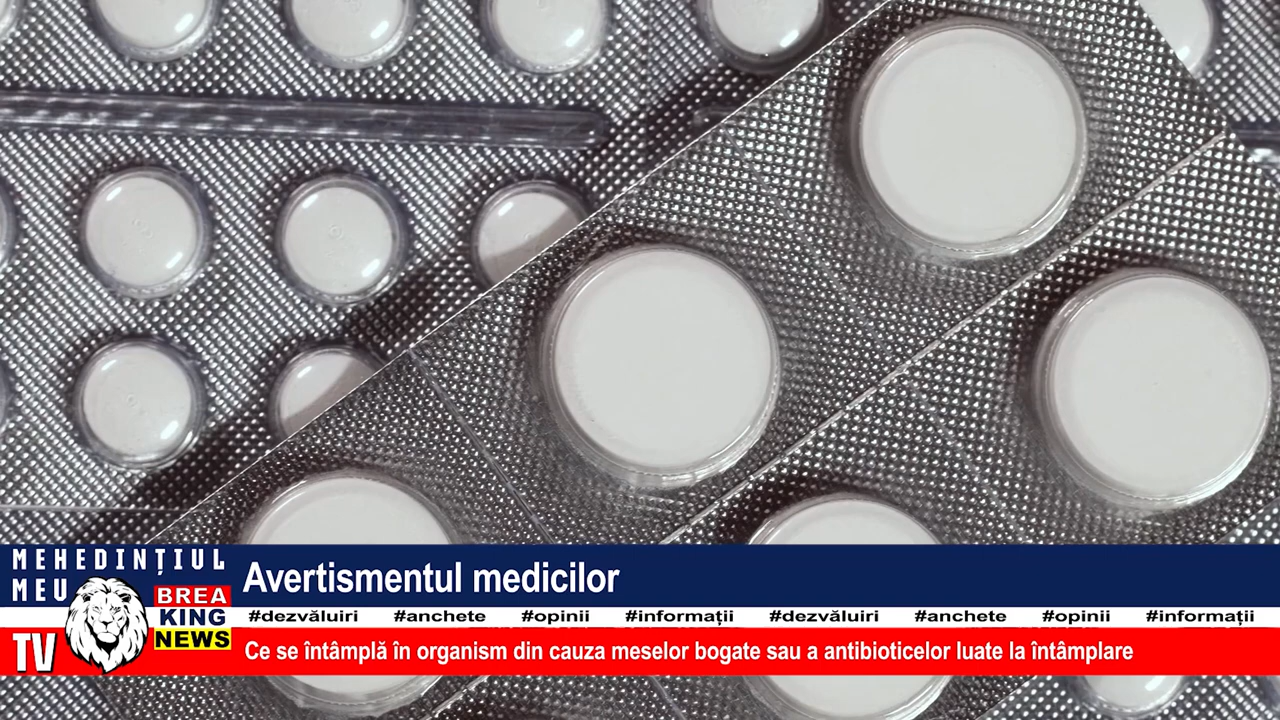 MEHEDINȚIUL
MEU
TV
BREA
KING
NEWS
Avertismentul medicilor
#dezvăluiri #anchete #opinii #informații #dezvăluiri #anchete #opinii #informații
Ce se întâmplă în organism din cauza meselor bogate sau a antibioticelor luate la întâmplare